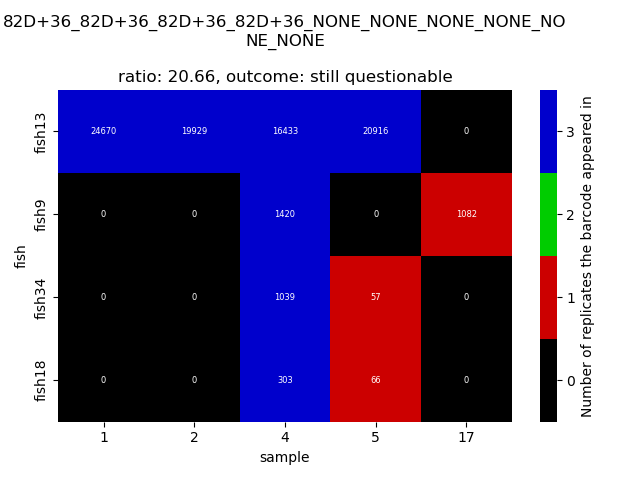 82D+36_82D+36_82D+36_82D+36_NONE_NONE_NONE_NONE_NO
NE_NONE
ratio: 20.66, outcome: still questionable
fish13 24670 19929 16433 20916 0
fish9 0 0 1420 0 1082
fish34 0 0 1039 57 0
fish18 0 0 303 66 0
1 2 4 5 17
sample
fish
3
2
1
0
Number of replicates the barcode appeared in